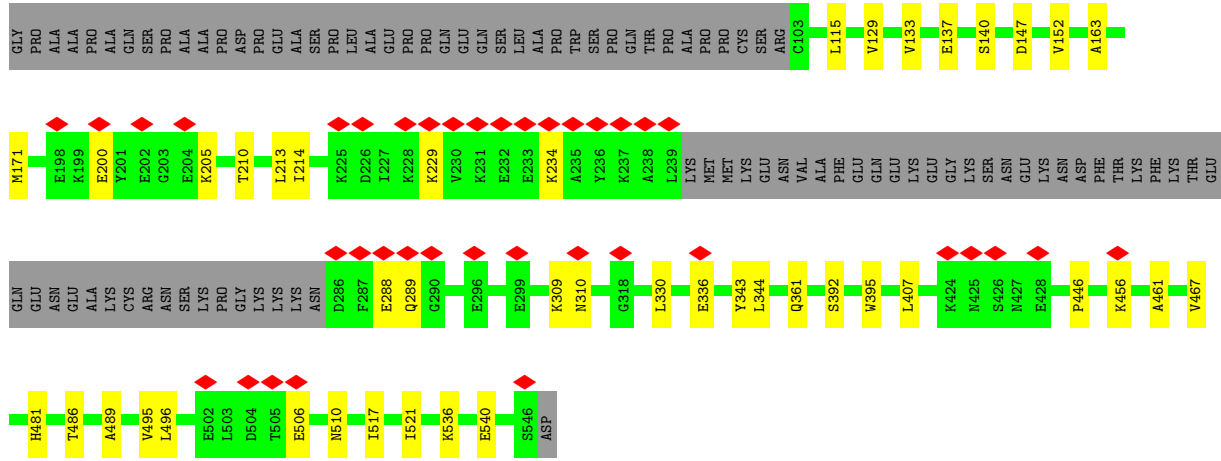 GLY PRO ALA ALA PRO ALA GLN SER PRO ALA ALA PRO ASP PRO GLU ALA SER PRO LEU ALA GLU PRO PRO GLN GLU GLN SER LEU ALA PRO TRP SER PRO GLN THR PRO ALA PRO PRO CYS SER ARG C103 L115 V129 V133 E137 S140 D147 V152 A163
M171 E198 K199 E200 Y201 E202 G203 E204 K205 T210 L213 I214 K225 D226 I227 K228 K229 V230 K231 E232 E233 K234 A235 Y236 K237 A238 L239 LYS MET MET LYS GLU ASN VAL ALA PHE GLU GLN GLU LYS GLU GLY LYS SER ASN GLU LYS ASN ASP PHE THR LYS PHE LYS THR GLU
GLN GLU ASN GLU ALA LYS CYS ARG ASN SER LYS PRO GLY LYS LYS LYS ASN D286 F287 E288 Q289 G290 E296 E299 K309 N310 G318 L330 E336 Y343 L344 Q361 S392 W395 L407 K424 N425 S426 N427 E428 P446 K456 A461 V467
H481 T486 A489 V495 L496 E502 L503 D504 T505 E506 N510 I517 I521 K536 E540 S546 ASP